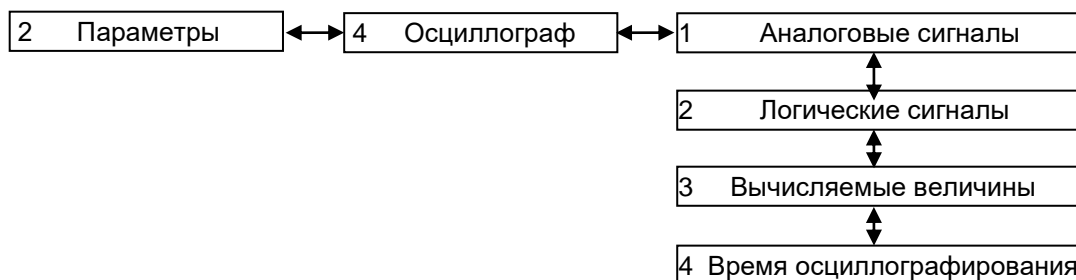 2 Параметры
4 Осциллограф
1 Аналоговые сигналы
2 Логические сигналы
3 Вычисляемые величины
4 Время осциллографирования